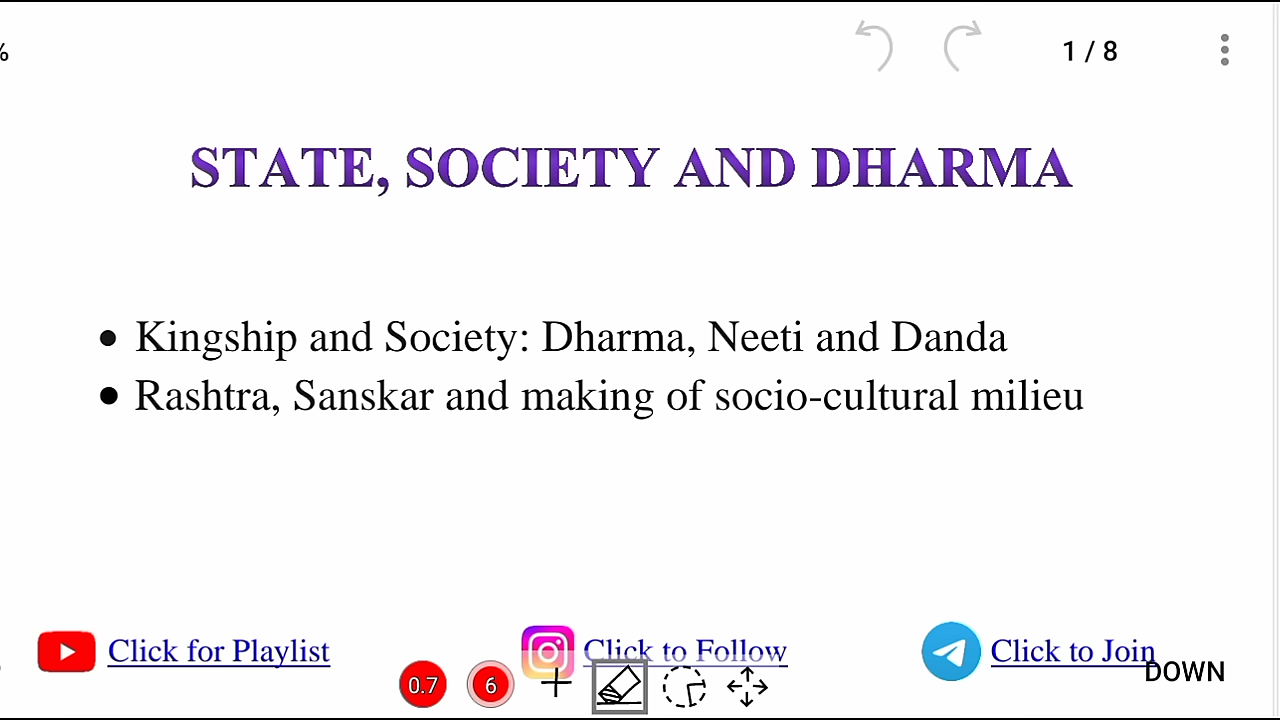 %
1 / 8
STATE, SOCIETY AND DHARMA
• Kingship and Society: Dharma, Neeti and Danda
• Rashtra, Sanskar and making of socio-cultural milieu
Click for Playlist
Click to Follow
Click to Join
DOWN
0.7
6